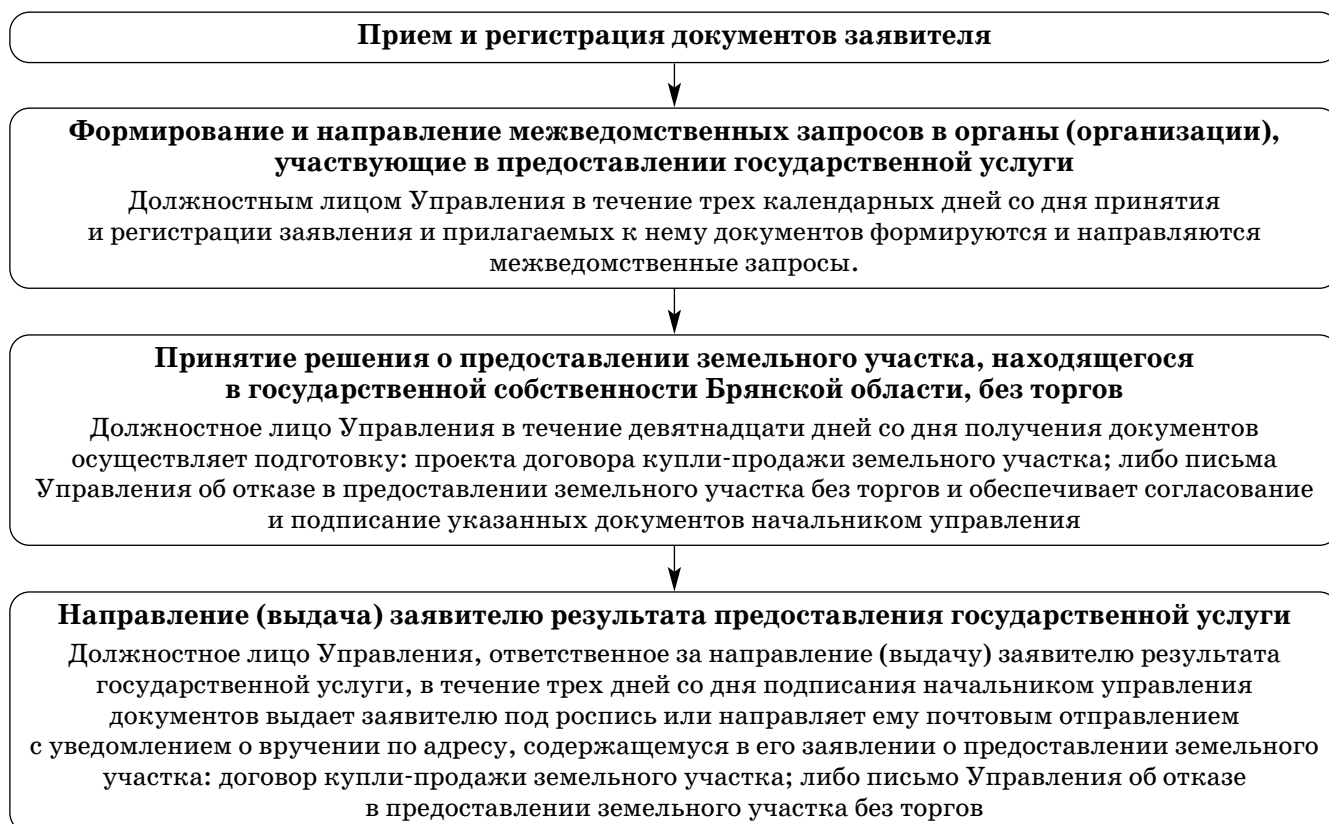 Прием и регистрация документов заявителя
Формирование и направление межведомственных запросов в органы (организации),
участвующие в предоставлении государственной услуги
Должностным лицом Управления в течение трех календарных дней со дня принятия
и регистрации заявления и прилагаемых к нему документов формируются и направляются
межведомственные запросы.
Принятие решения о предоставлении земельного участка, находящегося
в государственной собственности Брянской области, без торгов
Должностное лицо Управления в течение девятнадцати дней со дня получения документов
осуществляет подготовку: проекта договора купли-продажи земельного участка; либо письма
Управления об отказе в предоставлении земельного участка без торгов и обеспечивает согласование
и подписание указанных документов начальником управления
Направление (выдача) заявителю результата предоставления государственной услуги
Должностное лицо Управления, ответственное за направление (выдачу) заявителю результата
государственной услуги, в течение трех дней со дня подписания начальником управления
документов выдает заявителю под роспись или направляет ему почтовым отправлением
с уведомлением о вручении по адресу, содержащемуся в его заявлении о предоставлении земельного
участка: договор купли-продажи земельного участка; либо письмо Управления об отказе
в предоставлении земельного участка без торгов